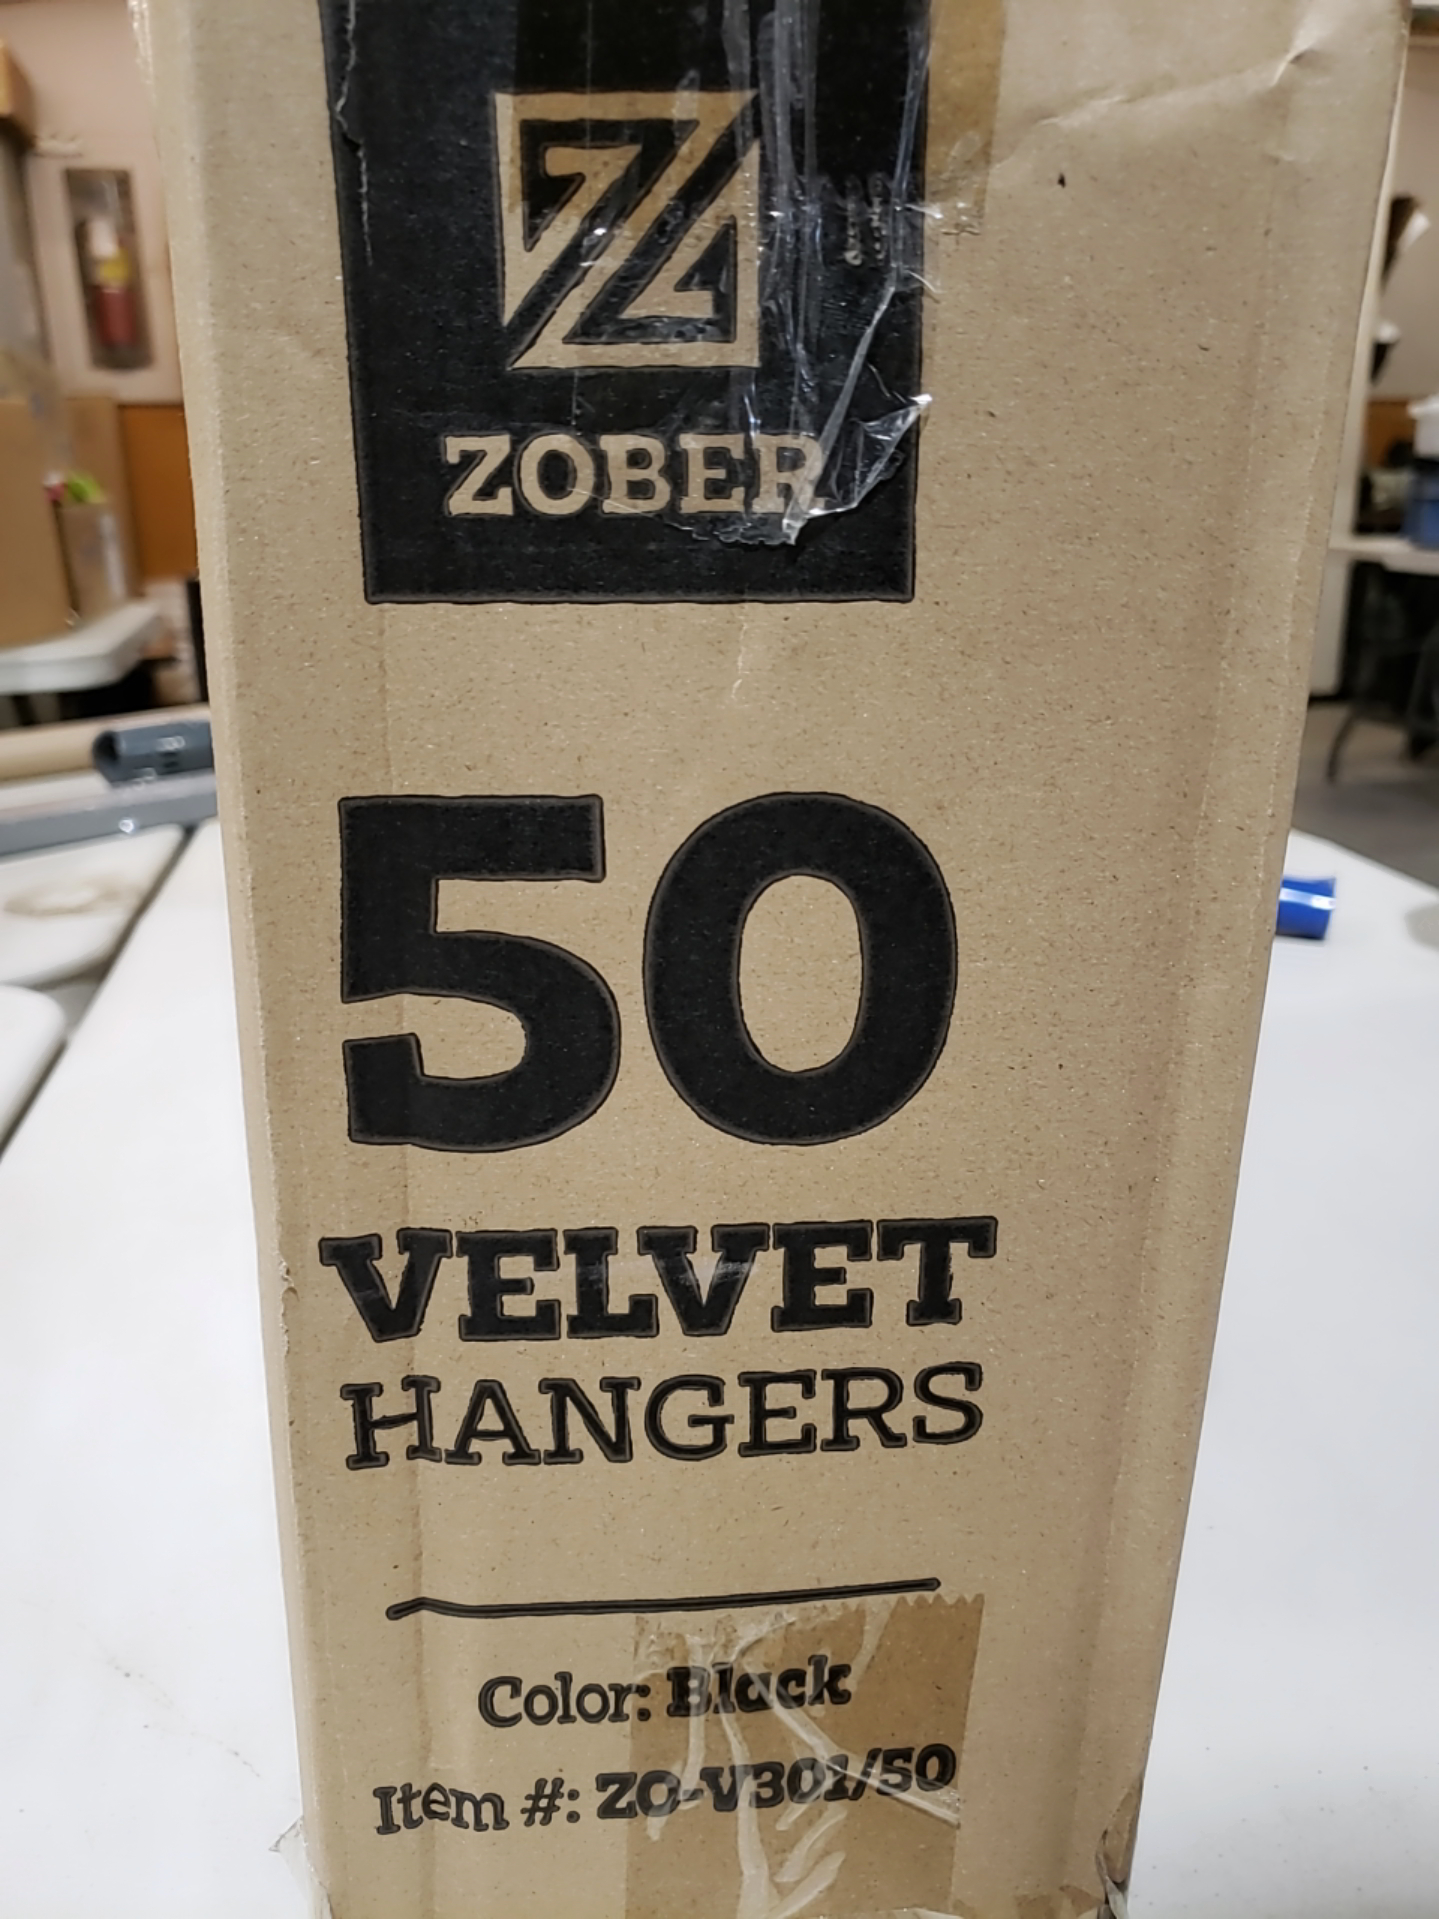 ZOBER
50
VELVET
HANGERS
Color: Black
Item #: ZO-V301/50